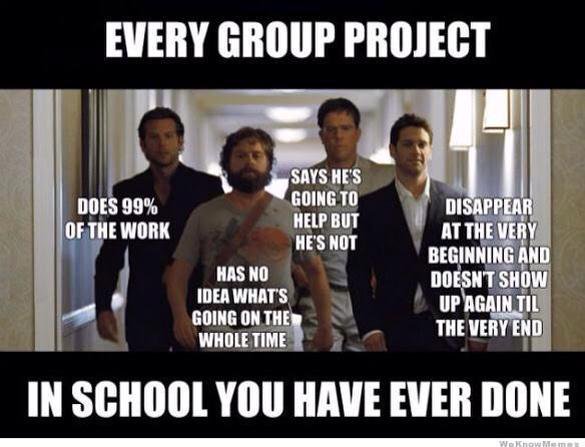 EVERY GROUP PROJECT
DOES 99%
OF THE WORK
HAS NO
IDEA WHAT'S
GOING ON THE
WHOLE TIME
SAYS HE'S
GOING TO
HELP BUT
HE'S NOT
DISAPPEAR
AT THE VERY
BEGINNING AND
DOESN'T SHOW
UP AGAIN TIL
THE VERY END
IN SCHOOL YOU HAVE EVER DONE
WeKnowMemes